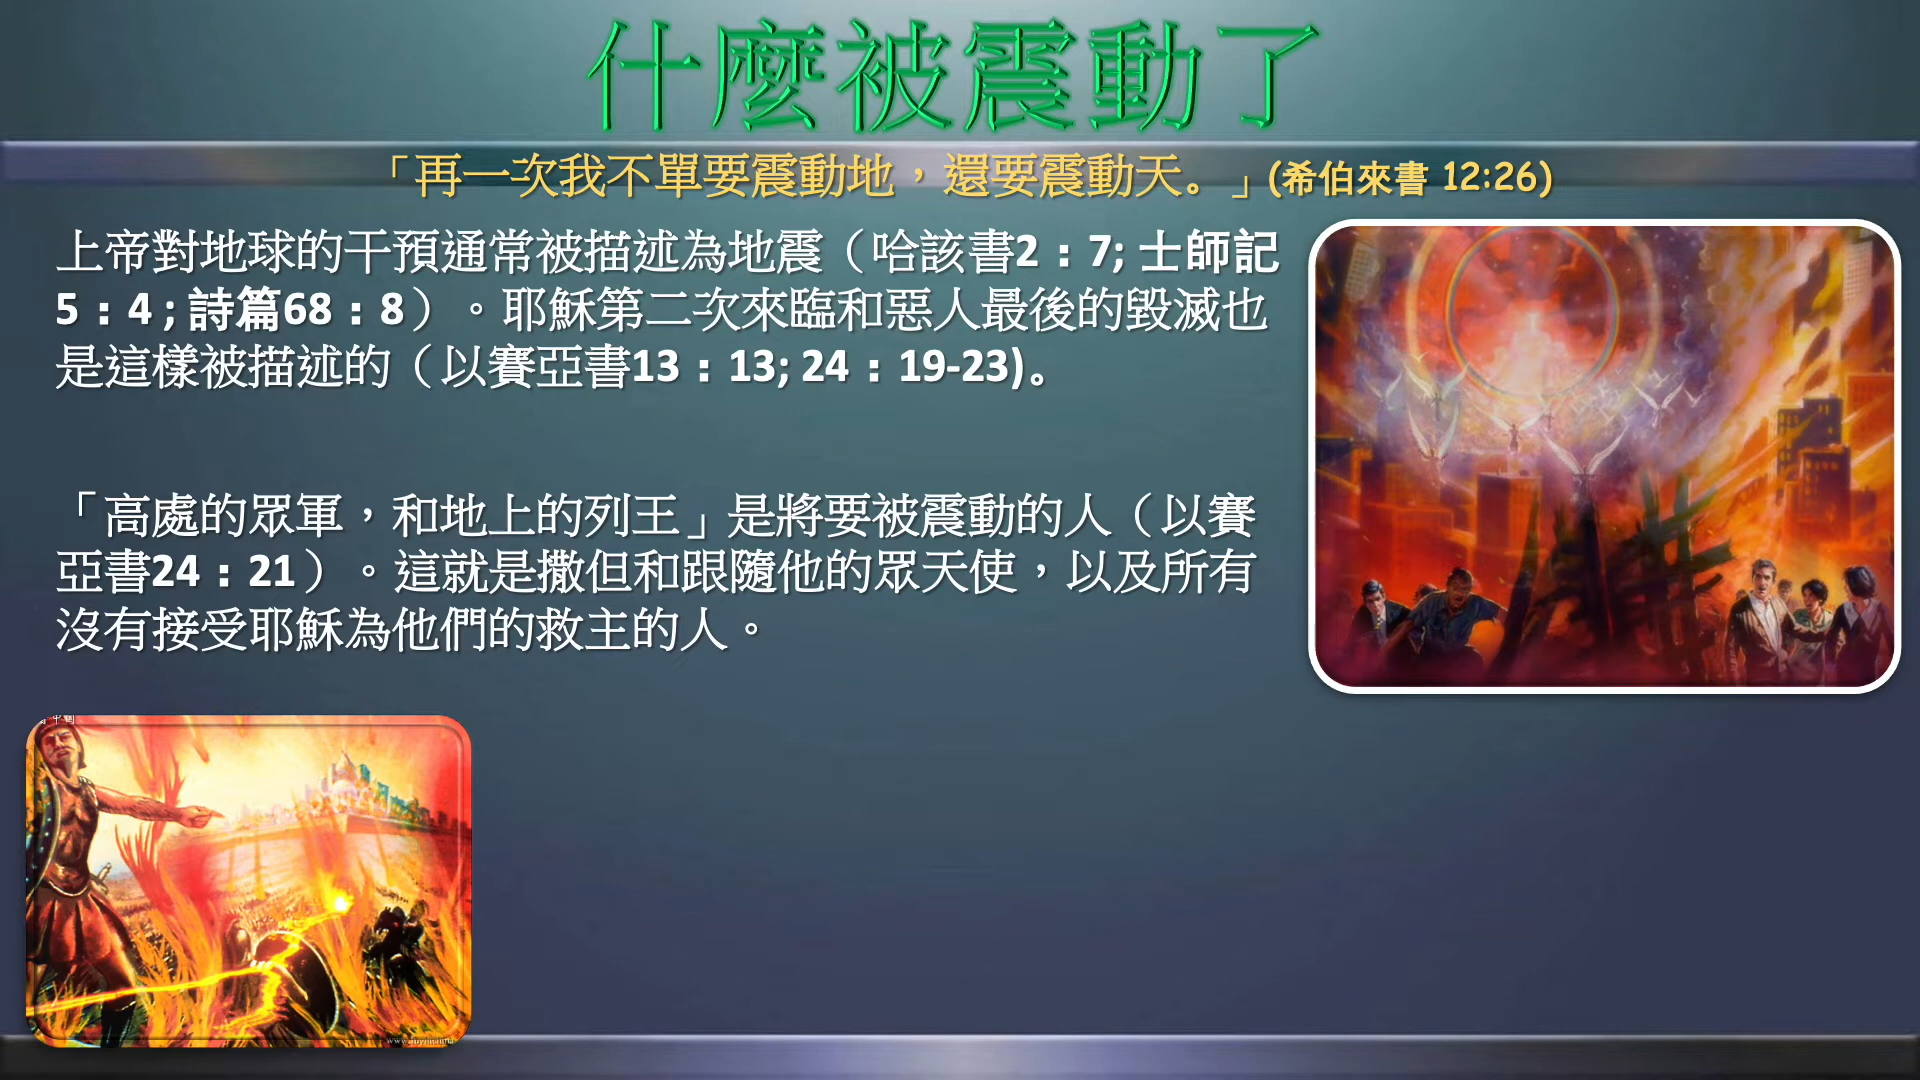 什麼被震動了
「再一次我不單要震動地，還要震動天。」(希伯來書 12:26)
上帝對地球的干預通常被描述為地震（哈該書2：7; 士師記
5：4 ; 詩篇68：8）。耶穌第二次來臨和惡人最後的毀滅也
是這樣被描述的（以賽亞書13：13; 24：19-23)。
「高處的眾軍，和地上的列王」是將要被震動的人（以賽
亞書24：21）。這就是撒但和跟隨他的眾天使，以及所有
沒有接受耶穌為他們的救主的人。